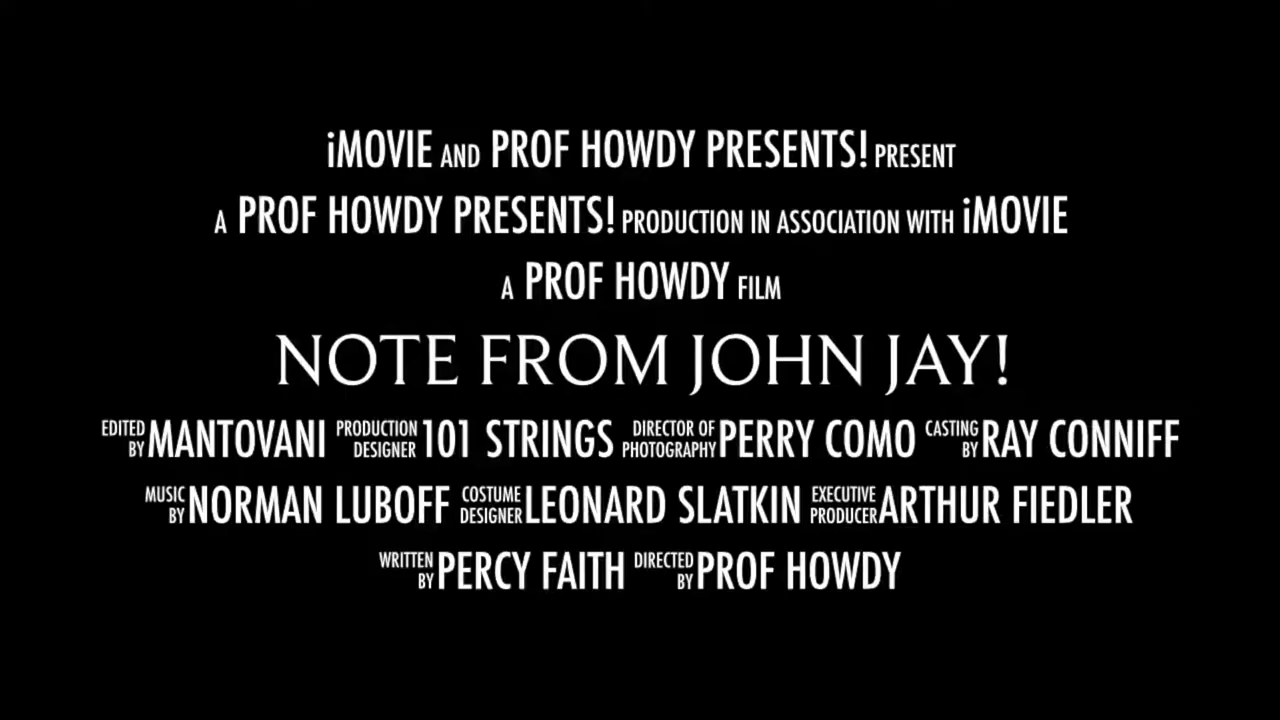 iMOVIE AND PROF HOWDY PRESENTS! PRESENT
A PROF HOWDY PRESENTS! PRODUCTION IN ASSOCIATION WITH iMOVIE
A PROF HOWDY FILM
NOTE FROM JOHN JAY!
EDITED BY MANTOVANI PRODUCTION DESIGNER 101 STRINGS DIRECTOR OF PHOTOGRAPHY PERRY COMO CASTING BY RAY CONNIFF
MUSIC BY NORMAN LUBOFF COSTUME DESIGNER LEONARD SLATKIN EXECUTIVE PRODUCER ARTHUR FIEDLER
WRITTEN BY PERCY FAITH DIRECTED BY PROF HOWDY